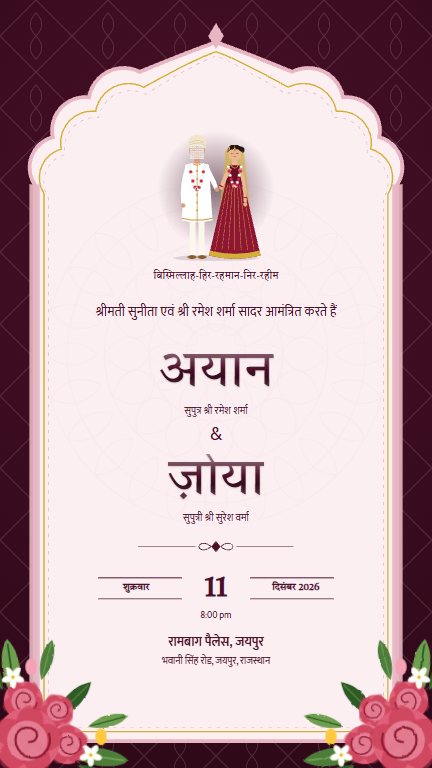 बिस्मिल्लाह-हिर-रहमान-निर-रहीम
श्रीमती सुनीता एवं श्री रमेश शर्मा सादर आमंत्रित करते हैं
अयान
सुपुत्र श्री रमेश शर्मा
&
ज़ोया
सुपुत्री श्री सुरेश वर्मा
शुक्रवार 11 दिसंबर 2026
8:00 pm
रामबाग पैलेस, जयपुर
भवानी सिंह रोड, जयपुर, राजस्थान